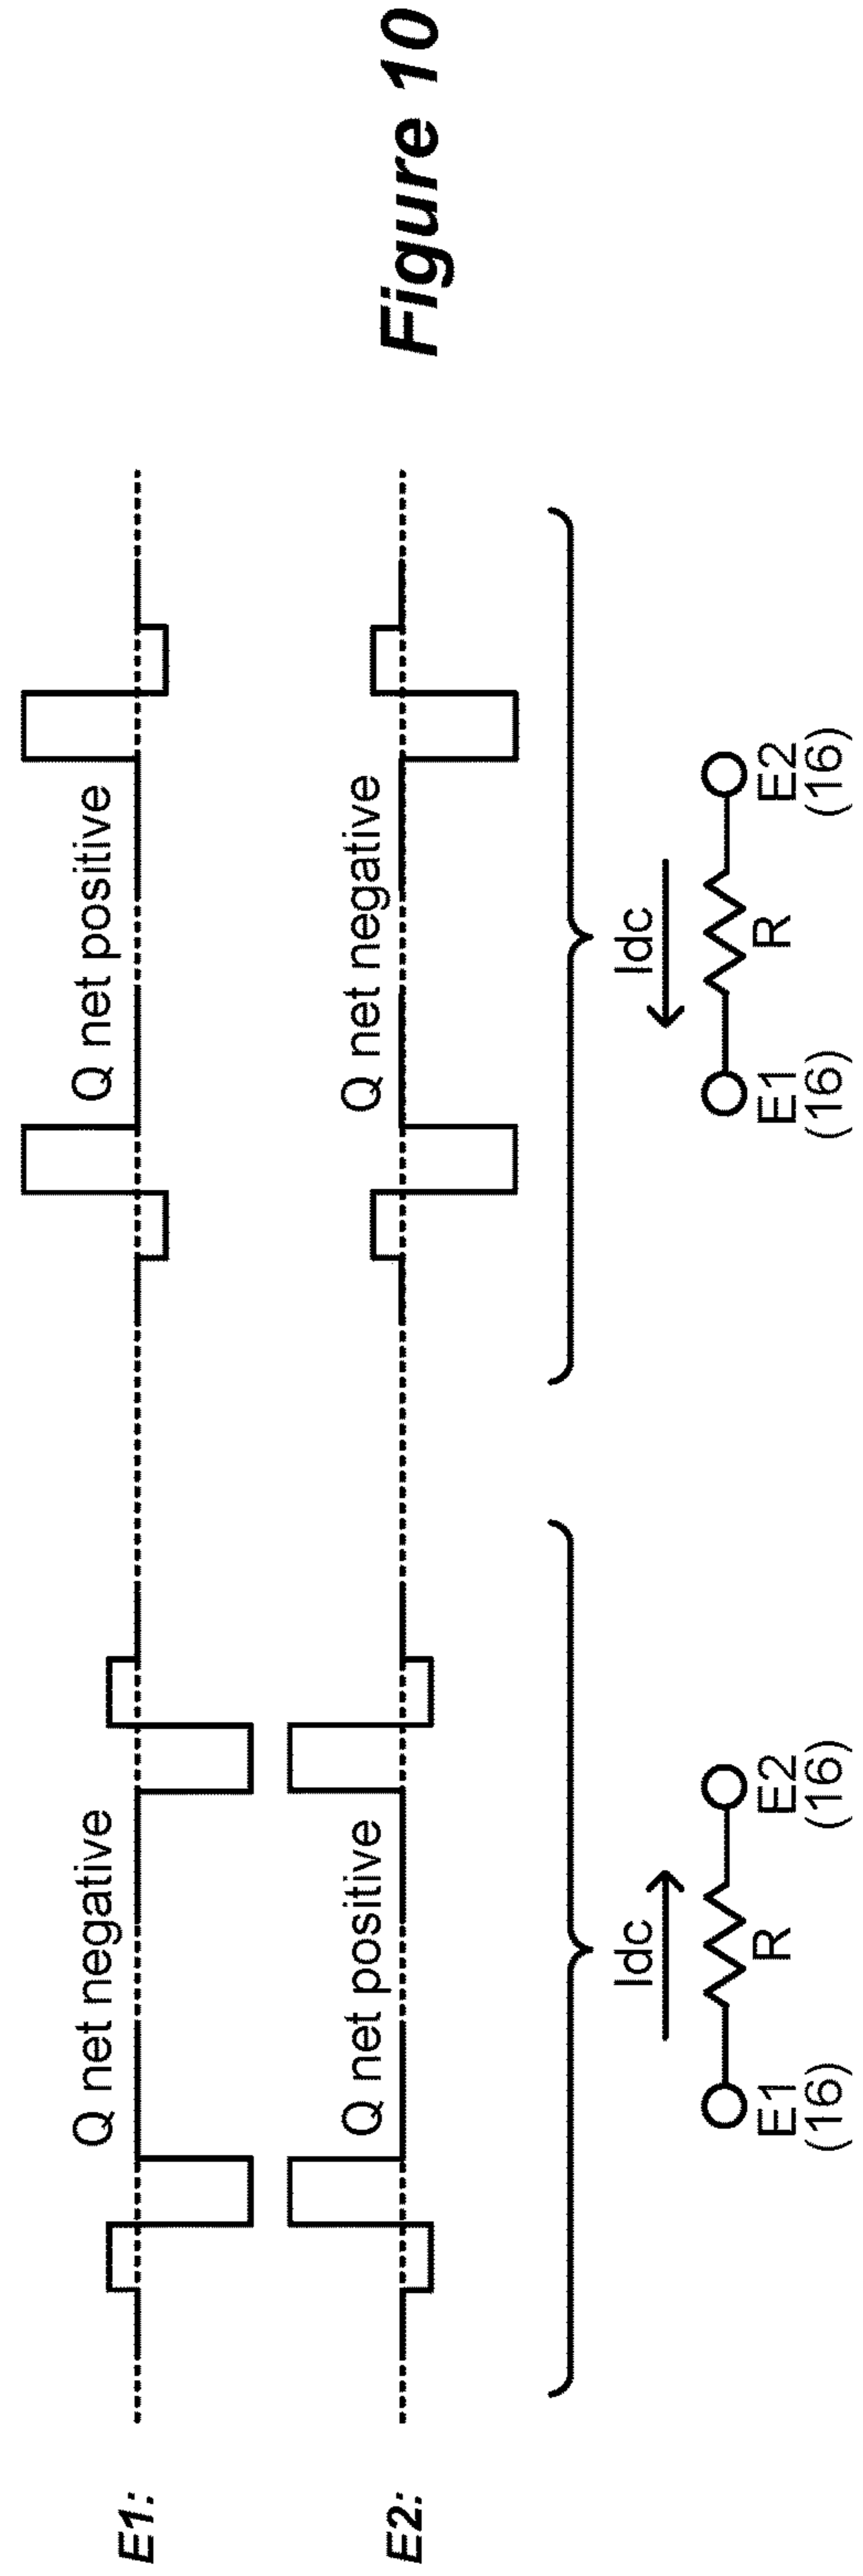 E1:
Q net negative
Q net positive
E2:
Q net positive
Q net negative
Idc
Idc
R
R
E1
(16)
E2
(16)
E1
(16)
E2
(16)
Figure 10